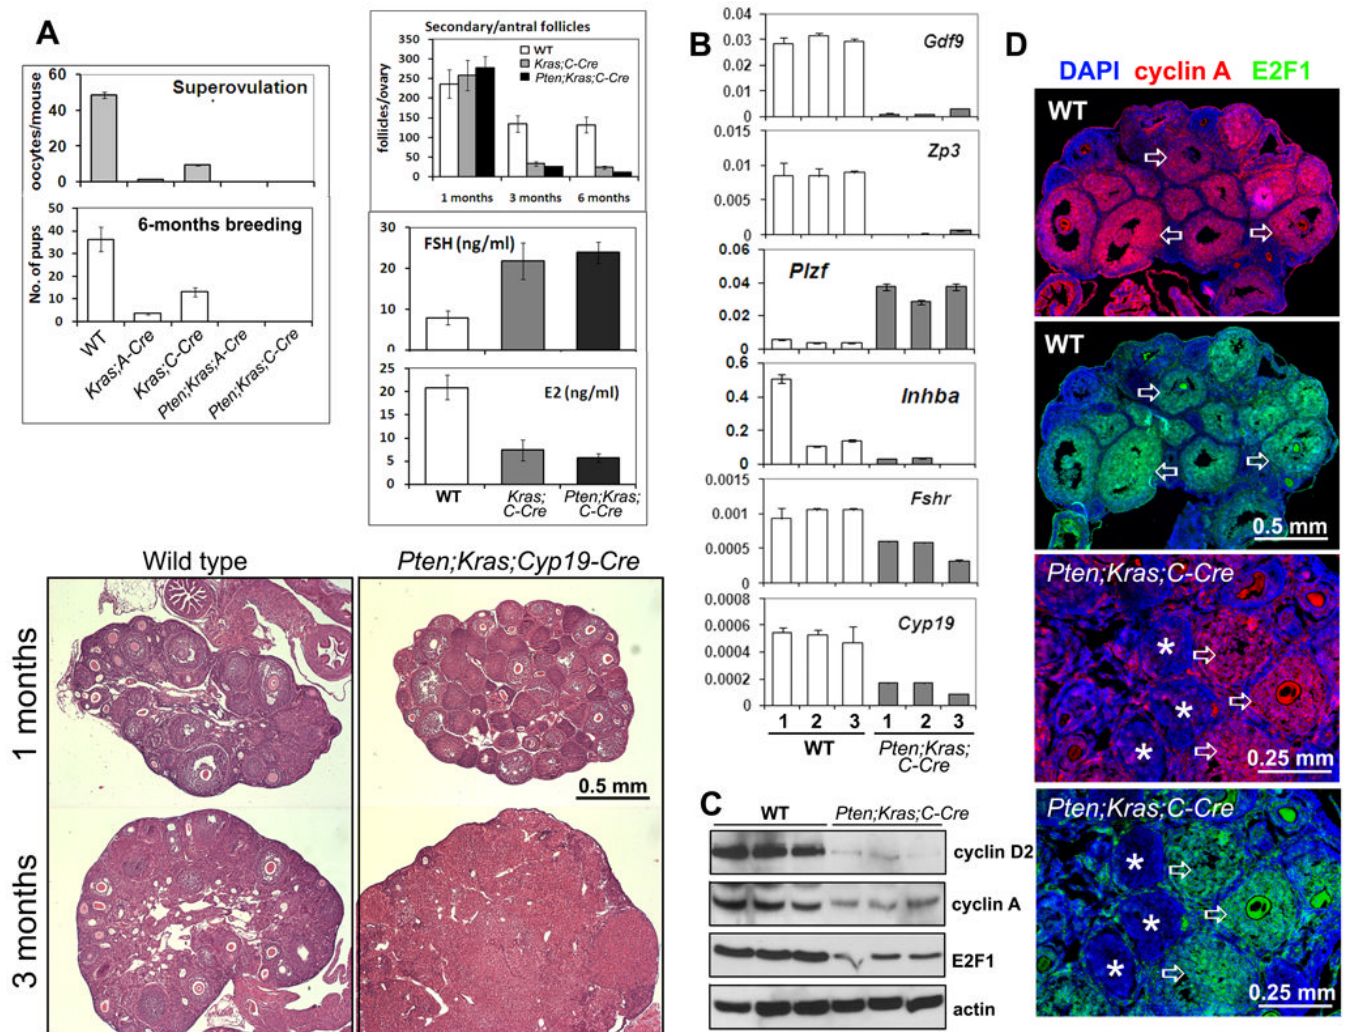 A
Superovulation
oocytes/mouse
60
40
20
0
6-months breeding
No. of pups
50
40
30
20
10
0
WT
Kras;A-Cre
Kras;C-Cre
Pten;Kras;A-Cre
Pten;Kras;C-Cre
Secondary/antral follicles
WT
Kras;C-Cre
Pten;Kras;C-Cre
follicles/ovary
350
300
250
200
150
100
50
0
1 months 3 months 6 months
FSH (ng/ml)
30
20
10
0
E2 (ng/ml)
25
20
15
10
5
0
WT
Kras;
C-Cre
Pten;Kras;
C-Cre
Wild type
Pten;Kras;Cyp19-Cre
1 months
3 months
0.5 mm
B
Gdf9
0.04
0.03
0.02
0.01
0
Zp3
0.015
0.01
0.005
0
Plzf
0.06
0.04
0.02
0
Inhba
0.6
0.4
0.2
0
Fshr
0.0015
0.001
0.0005
0
Cyp19
0.0008
0.0006
0.0004
0.0002
0
1 2 3 1 2 3
WT
Pten;Kras;
C-Cre
C
WT Pten;Kras;C-Cre
cyclin D2
cyclin A
E2F1
actin
D
DAPI cyclin A E2F1
WT
WT
0.5 mm
Pten;Kras;C-Cre
*
*
*
0.25 mm
Pten;Kras;C-Cre
*
*
*
0.25 mm